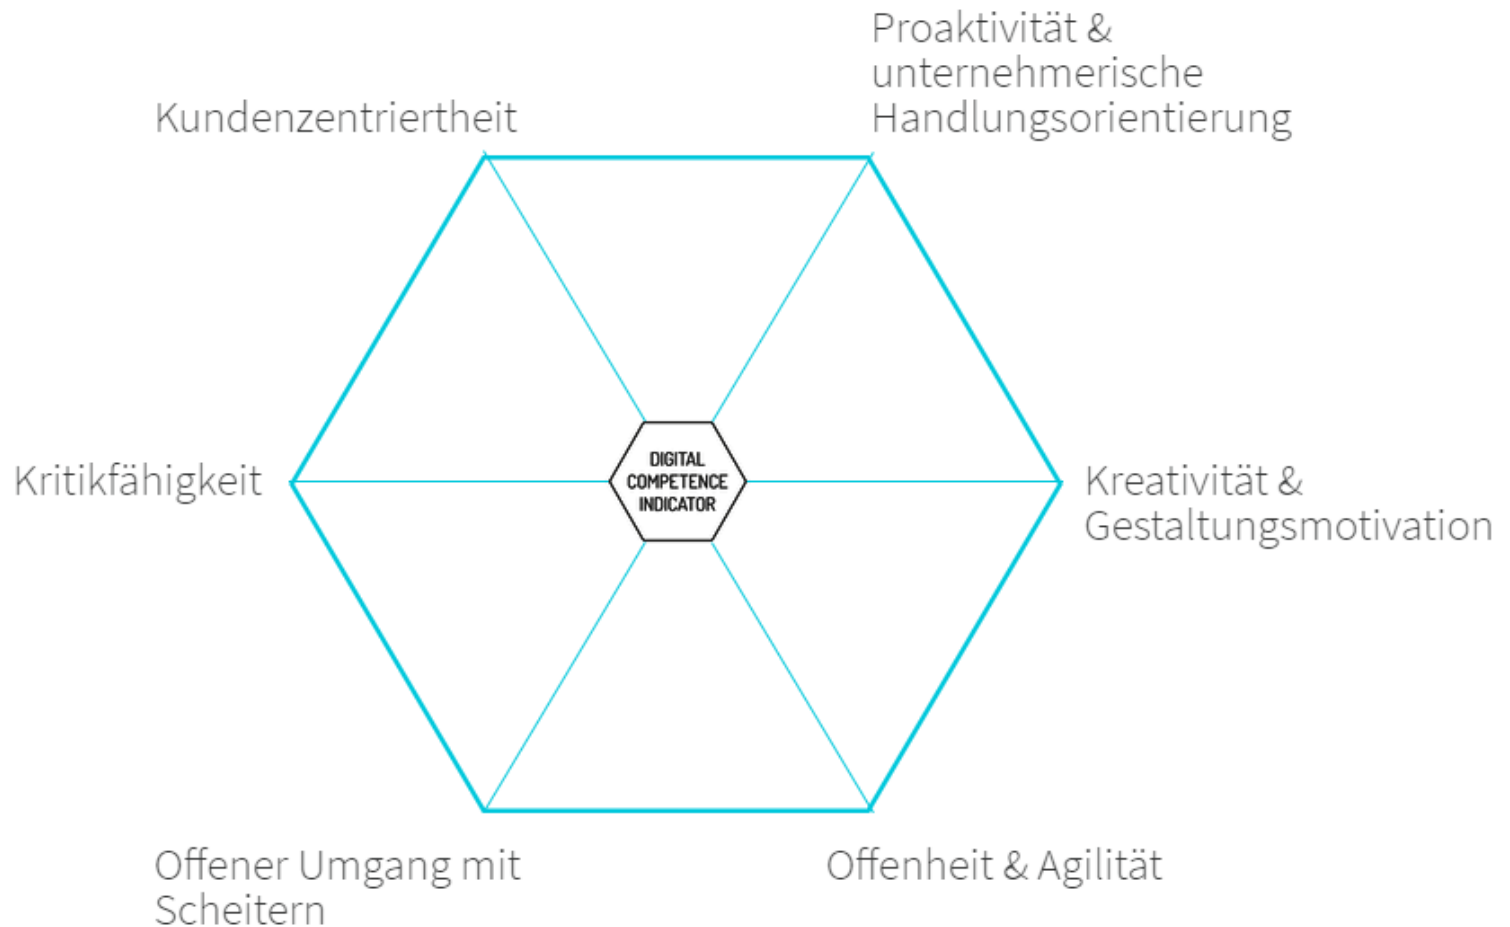 Proaktivität &
unternehmerische
Handlungsorientierung
Kundenzentriertheit
DIGITAL
COMPETENCE
INDICATOR
Kritikfähigkeit
Kreativität &
Gestaltungsmotivation
Offener Umgang mit
Scheitern
Offenheit & Agilität